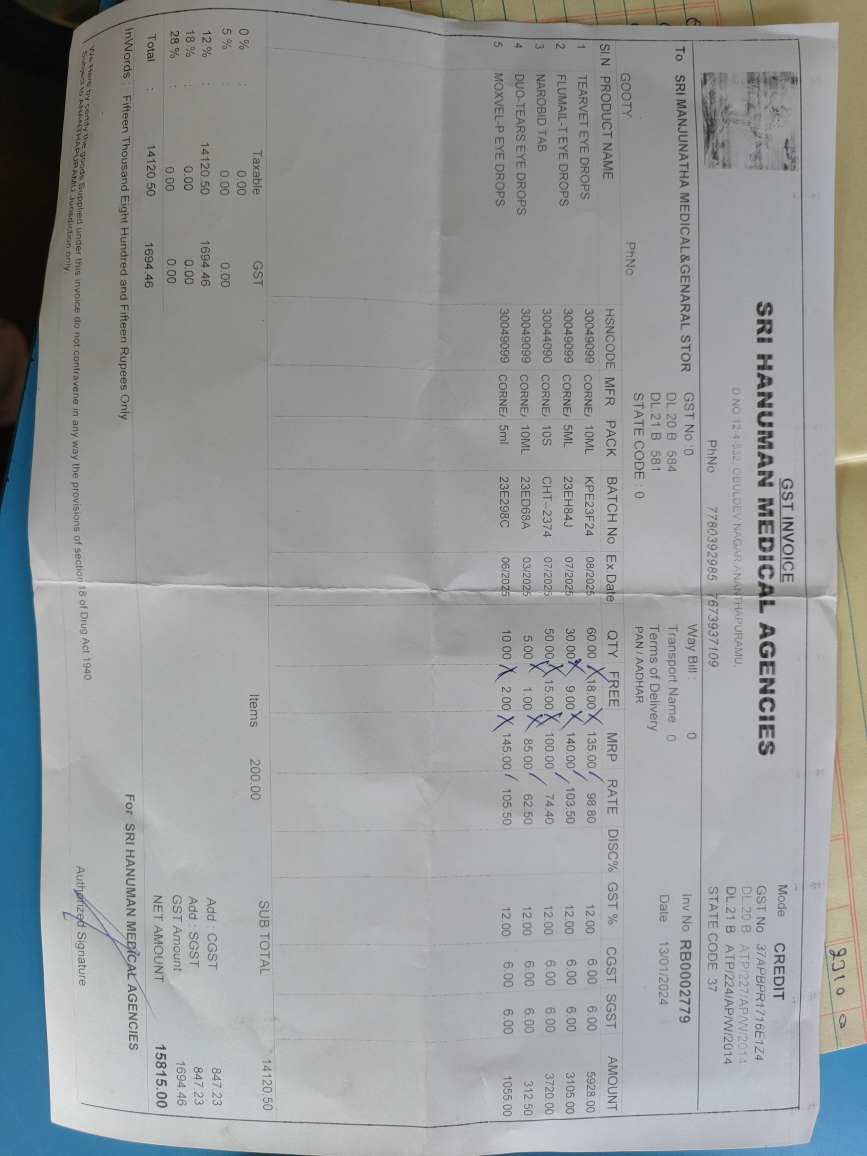 GST INVOICE
SRI HANUMAN MEDICAL AGENCIES
D.NO 12-4-532, OBULDEV NAGAR ANANTHAPURAMU,
PhNo 7780392985 7673937109
Mode CREDIT
GST No 37APBPR1716E1Z4
DL 20 B ATP/227/AP/W/2014
DL 21 B ATP/224/AP/W/2014
STATE CODE 37
To SRI MANJUNATHA MEDICAL&GENARAL STOR
GOOTY
PhNo
GST No :0
DL.20 B 584
DL.21 B 581
STATE CODE : 0
Way Bill : 0
Transport Name 0
Terms of Delivery
PAN / AADHAR
Inv No RB0002779
Date 13/01/2024
SI.N PRODUCT NAME HSNCODE MFR PACK BATCH No Ex.Date QTY FREE MRP RATE DISC% GST % CGST SGST AMOUNT
1 TEARVET EYE DROPS 30049099 CORNE/ 10ML KPE23F24 08/2025 60.00 18.00 135.00 98.80 12.00 6.00 6.00 5928.00
2 FLUMAIL-T EYE DROPS 30049099 CORNE/ 5ML 23EH84J 07/2025 30.00 9.00 140.00 103.50 12.00 6.00 6.00 3105.00
3 NAROBID TAB 30044090 CORNE/ 10S CHT--2374 07/2025 50.00 15.00 100.00 74.40 12.00 6.00 6.00 3720.00
4 DUO-TEARS EYE DROPS 30049099 CORNE/ 10ML 23ED68A 03/2025 5.00 1.00 85.00 62.50 12.00 6.00 6.00 312.50
5 MOXVEL-P EYE DROPS 30049099 CORNE/ 5ml 23E298C 06/2025 10.00 2.00 145.00 105.50 12.00 6.00 6.00 1055.00
Taxable GST
0 % : 0.00
5 % : 0.00 0.00
12 % : 14120.50 1694.46
18 % : 0.00 0.00
28 % : 0.00 0.00
Total : 14120.50 1694.46
Items 200.00
SUB TOTAL 14120.50
Add : CGST 847.23
Add : SGST 847.23
GST Amount 1694.46
NET AMOUNT 15815.00
InWords : Fifteen Thousand Eight Hundred and Fifteen Rupees Only
For SRI HANUMAN MEDICAL AGENCIES
We Here by certify the goods Supplied under this invoice do not contravene in any way the provisions of section 18 of Drug Act 1940.
Subject to ANANTHAPURAMU Jurisdiction only
Authorized Signature